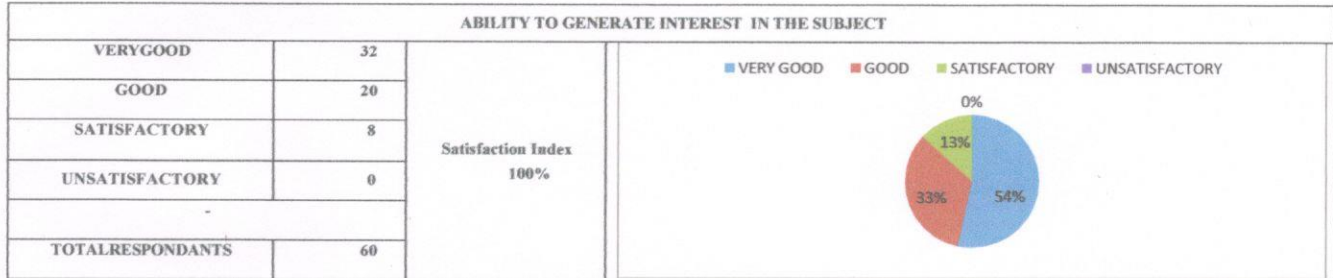 ABILITY TO GENERATE INTEREST IN THE SUBJECT
VERYGOOD 32
GOOD 20
SATISFACTORY 8
UNSATISFACTORY 0
-
TOTALRESPONDANTS 60
Satisfaction Index
100%
VERY GOOD GOOD SATISFACTORY UNSATISFACTORY
0%
13%
33% 54%